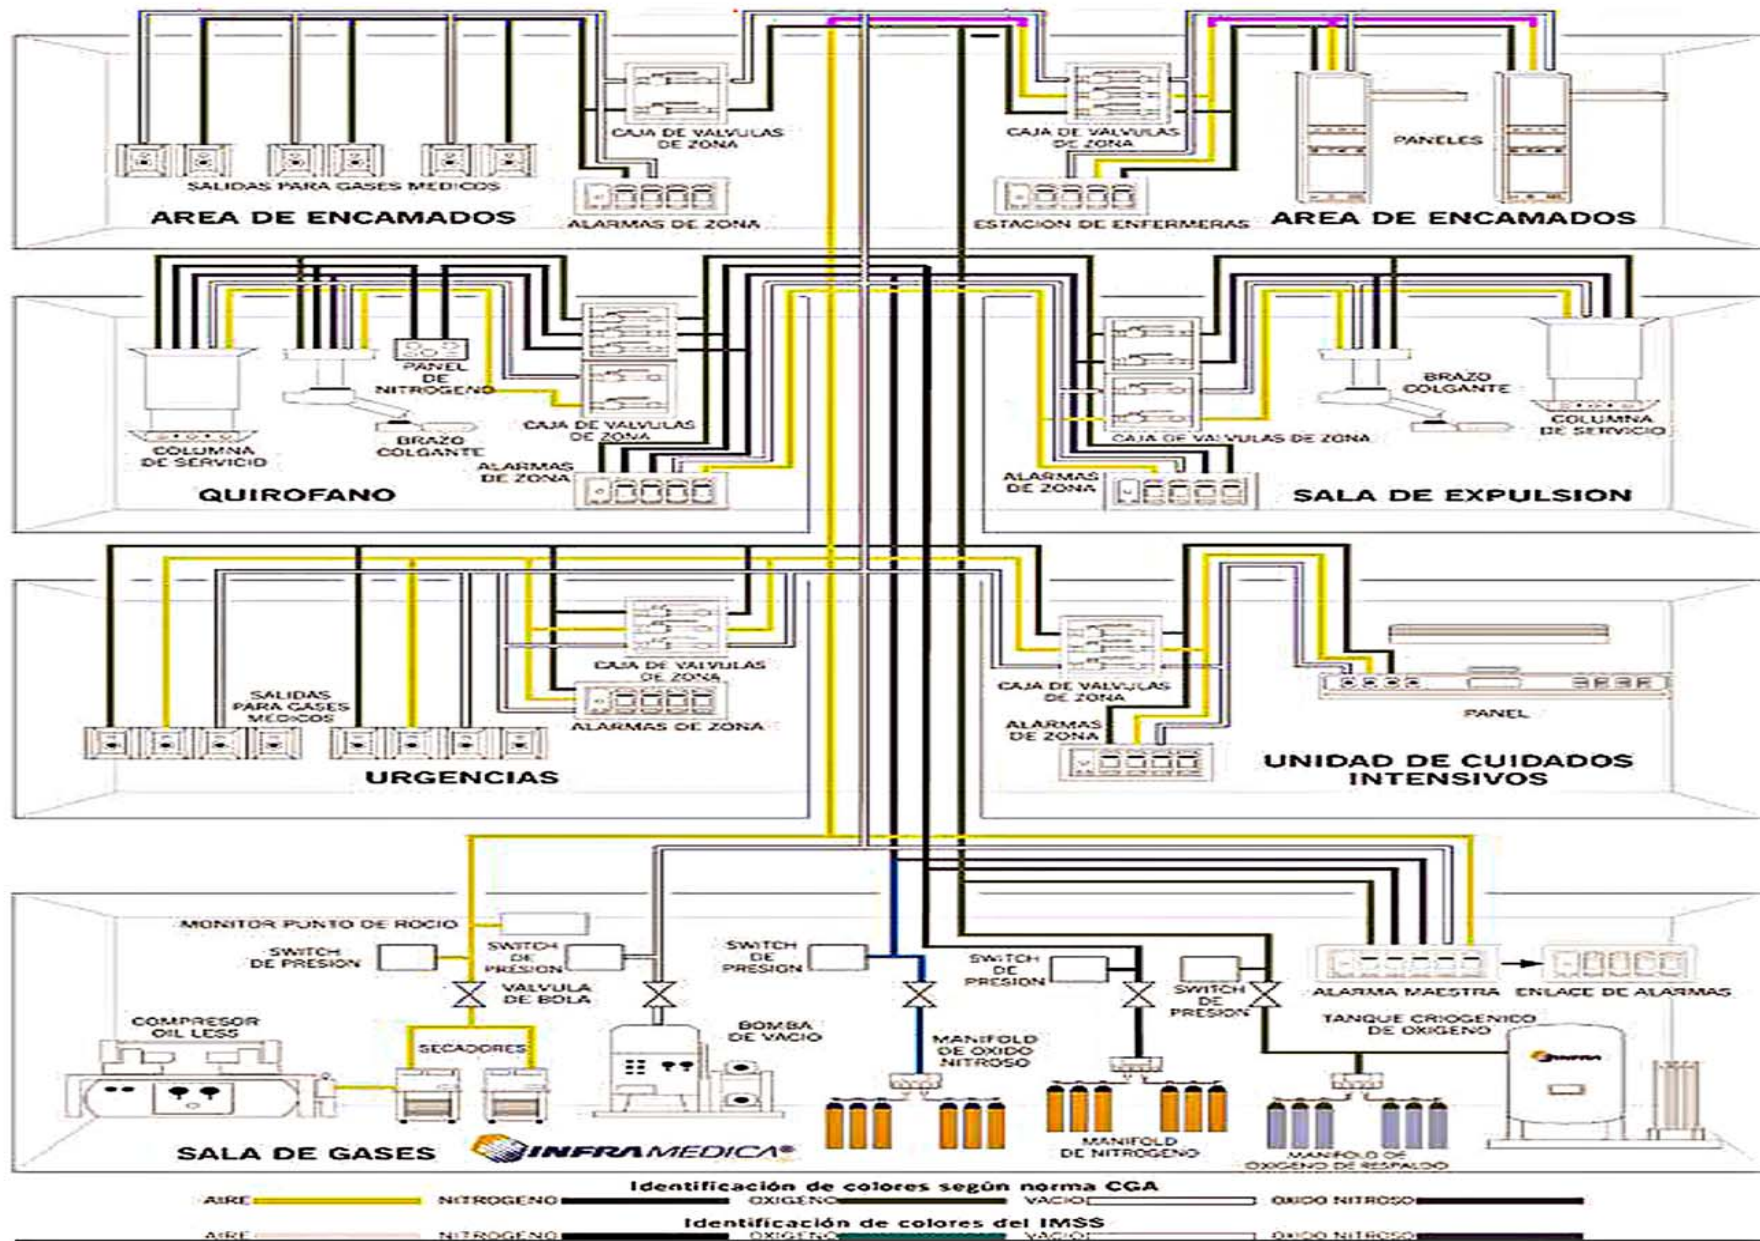 CAJA DE VALVULAS
DE ZONA
CAJA DE VALVULAS
DE ZONA
PANELES
SALIDAS PARA GASES MEDICOS
AREA DE ENCAMADOS
ALARMAS DE ZONA
ESTACION DE ENFERMERAS
AREA DE ENCAMADOS
PANEL
DE
NITROGENO
BRAZO
COLGANTE
COLUMNA
DE SERVICIO
CAJA DE VALVULAS
DE ZONA
ALARMAS
DE ZONA
QUIROFANO
BRAZO
COLGANTE
COLUMNA
DE SERVICIO
CAJA DE VALVULAS DE ZONA
ALARMAS
DE ZONA
SALA DE EXPULSION
CAJA DE VALVULAS
DE ZONA
SALIDAS
PARA GASES
MEDICOS
ALARMAS DE ZONA
URGENCIAS
CAJA DE VALVULAS
DE ZONA
ALARMAS
DE ZONA
PANEL
UNIDAD DE CUIDADOS
INTENSIVOS
MONITOR PUNTO DE ROCIO
SWITCH
DE PRESION
SWITCH
DE
PRESION
VALVULA
DE BOLA
SWITCH
DE
PRESION
SWITCH
DE
PRESION
SWITCH
DE
PRESION
ALARMA MAESTRA
ENLACE DE ALARMAS
COMPRESOR
OIL LESS
SECADORES
BOMBA
DE VACIO
MANIFOLD
DE OXIDO
NITROSO
TANQUE CRIOGENICO
DE OXIGENO
INFRA
MANIFOLD
DE NITROGENO
MANIFOLD DE
OXIGENO DE RESPALDO
SALA DE GASES
INFRAMEDICA®
Identificación de colores según norma CGA
AIRE NITROGENO OXIGENO VACIO OXIDO NITROSO
Identificación de colores del IMSS
AIRE NITROGENO OXIGENO VACIO OXIDO NITROSO